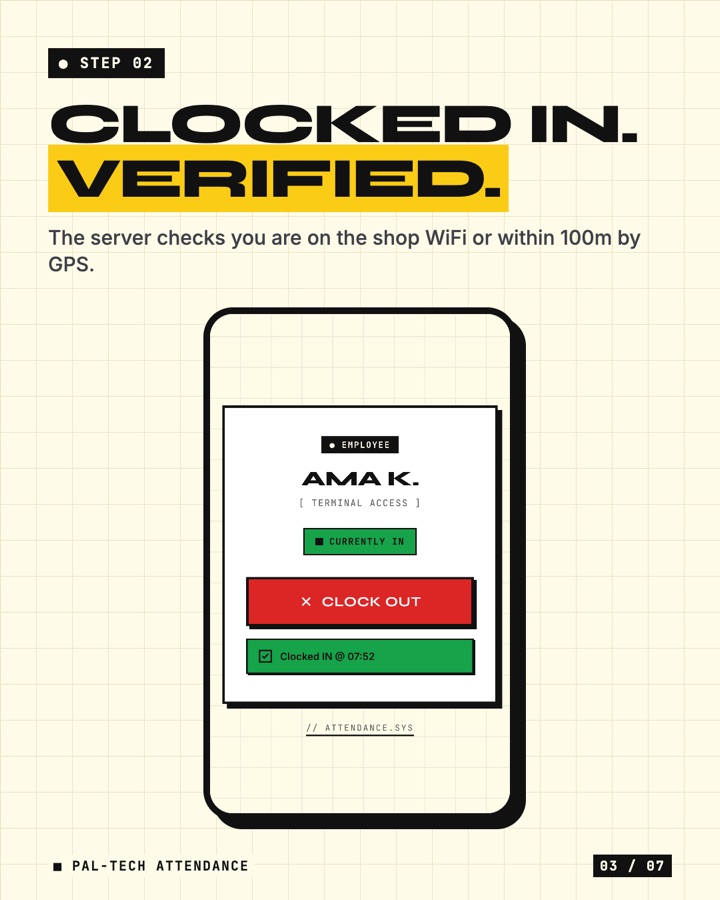 ● STEP 02
CLOCKED IN.
VERIFIED.
The server checks you are on the shop WiFi or within 100m by
GPS.
● EMPLOYEE
AMA K.
[ TERMINAL ACCESS ]
■ CURRENTLY IN
✕ CLOCK OUT
Clocked IN @ 07:52
// ATTENDANCE.SYS
■ PAL-TECH ATTENDANCE
03 / 07